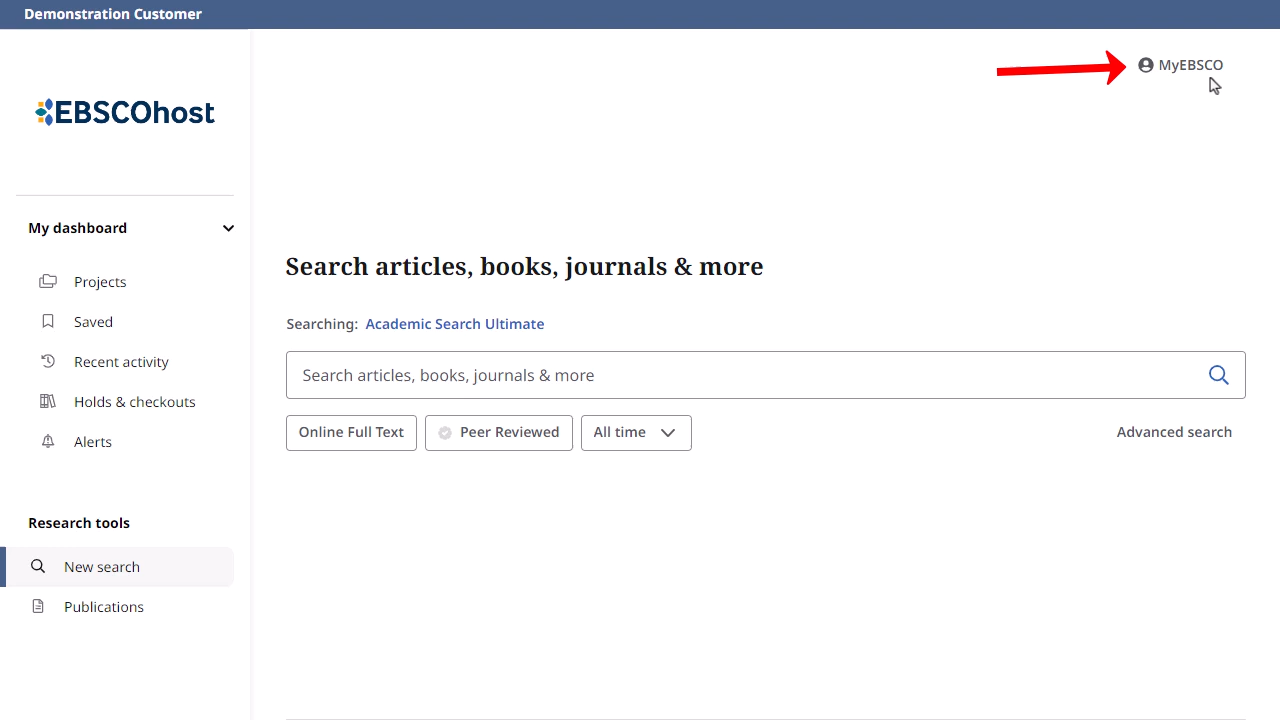 Demonstration Customer
MyEBSCO
EBSCOhost
My dashboard
Projects
Saved
Recent activity
Holds & checkouts
Alerts
Research tools
New search
Publications
Search articles, books, journals & more
Searching: Academic Search Ultimate
Search articles, books, journals & more
Online Full Text Peer Reviewed All time Advanced search